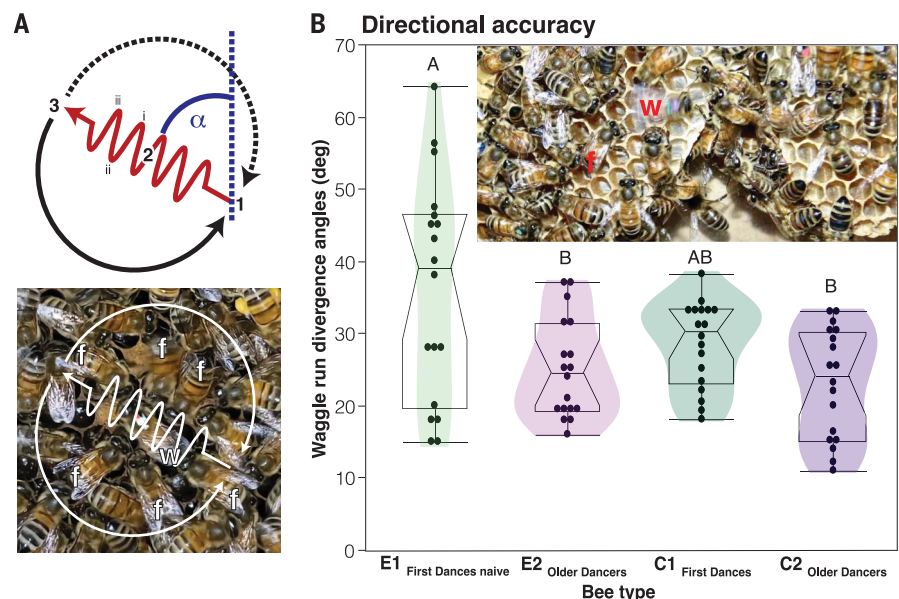 A
3
iii
i
α
2
ii
1
f
f
f
f
w
f
f
B Directional accuracy
Waggle run divergence angles (deg)
70
60
50
40
30
20
10
0
A
B
AB
B
w
f
E1 First Dances naive
E2 Older Dancers
C1 First Dances
C2 Older Dancers
Bee type